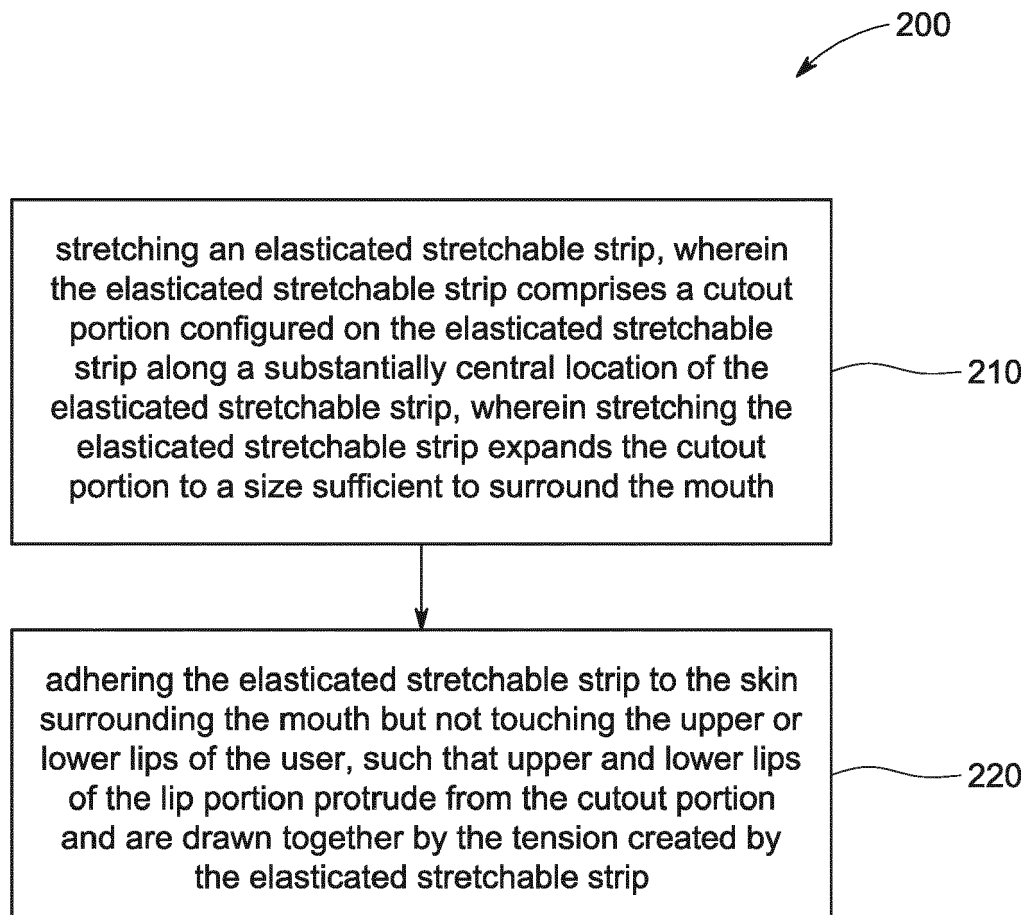 200
stretching an elasticated stretchable strip, wherein
the elasticated stretchable strip comprises a cutout
portion configured on the elasticated stretchable
strip along a substantially central location of the
elasticated stretchable strip, wherein stretching the
elasticated stretchable strip expands the cutout
portion to a size sufficient to surround the mouth
210
adhering the elasticated stretchable strip to the skin
surrounding the mouth but not touching the upper or
lower lips of the user, such that upper and lower lips
of the lip portion protrude from the cutout portion
and are drawn together by the tension created by
the elasticated stretchable strip
220